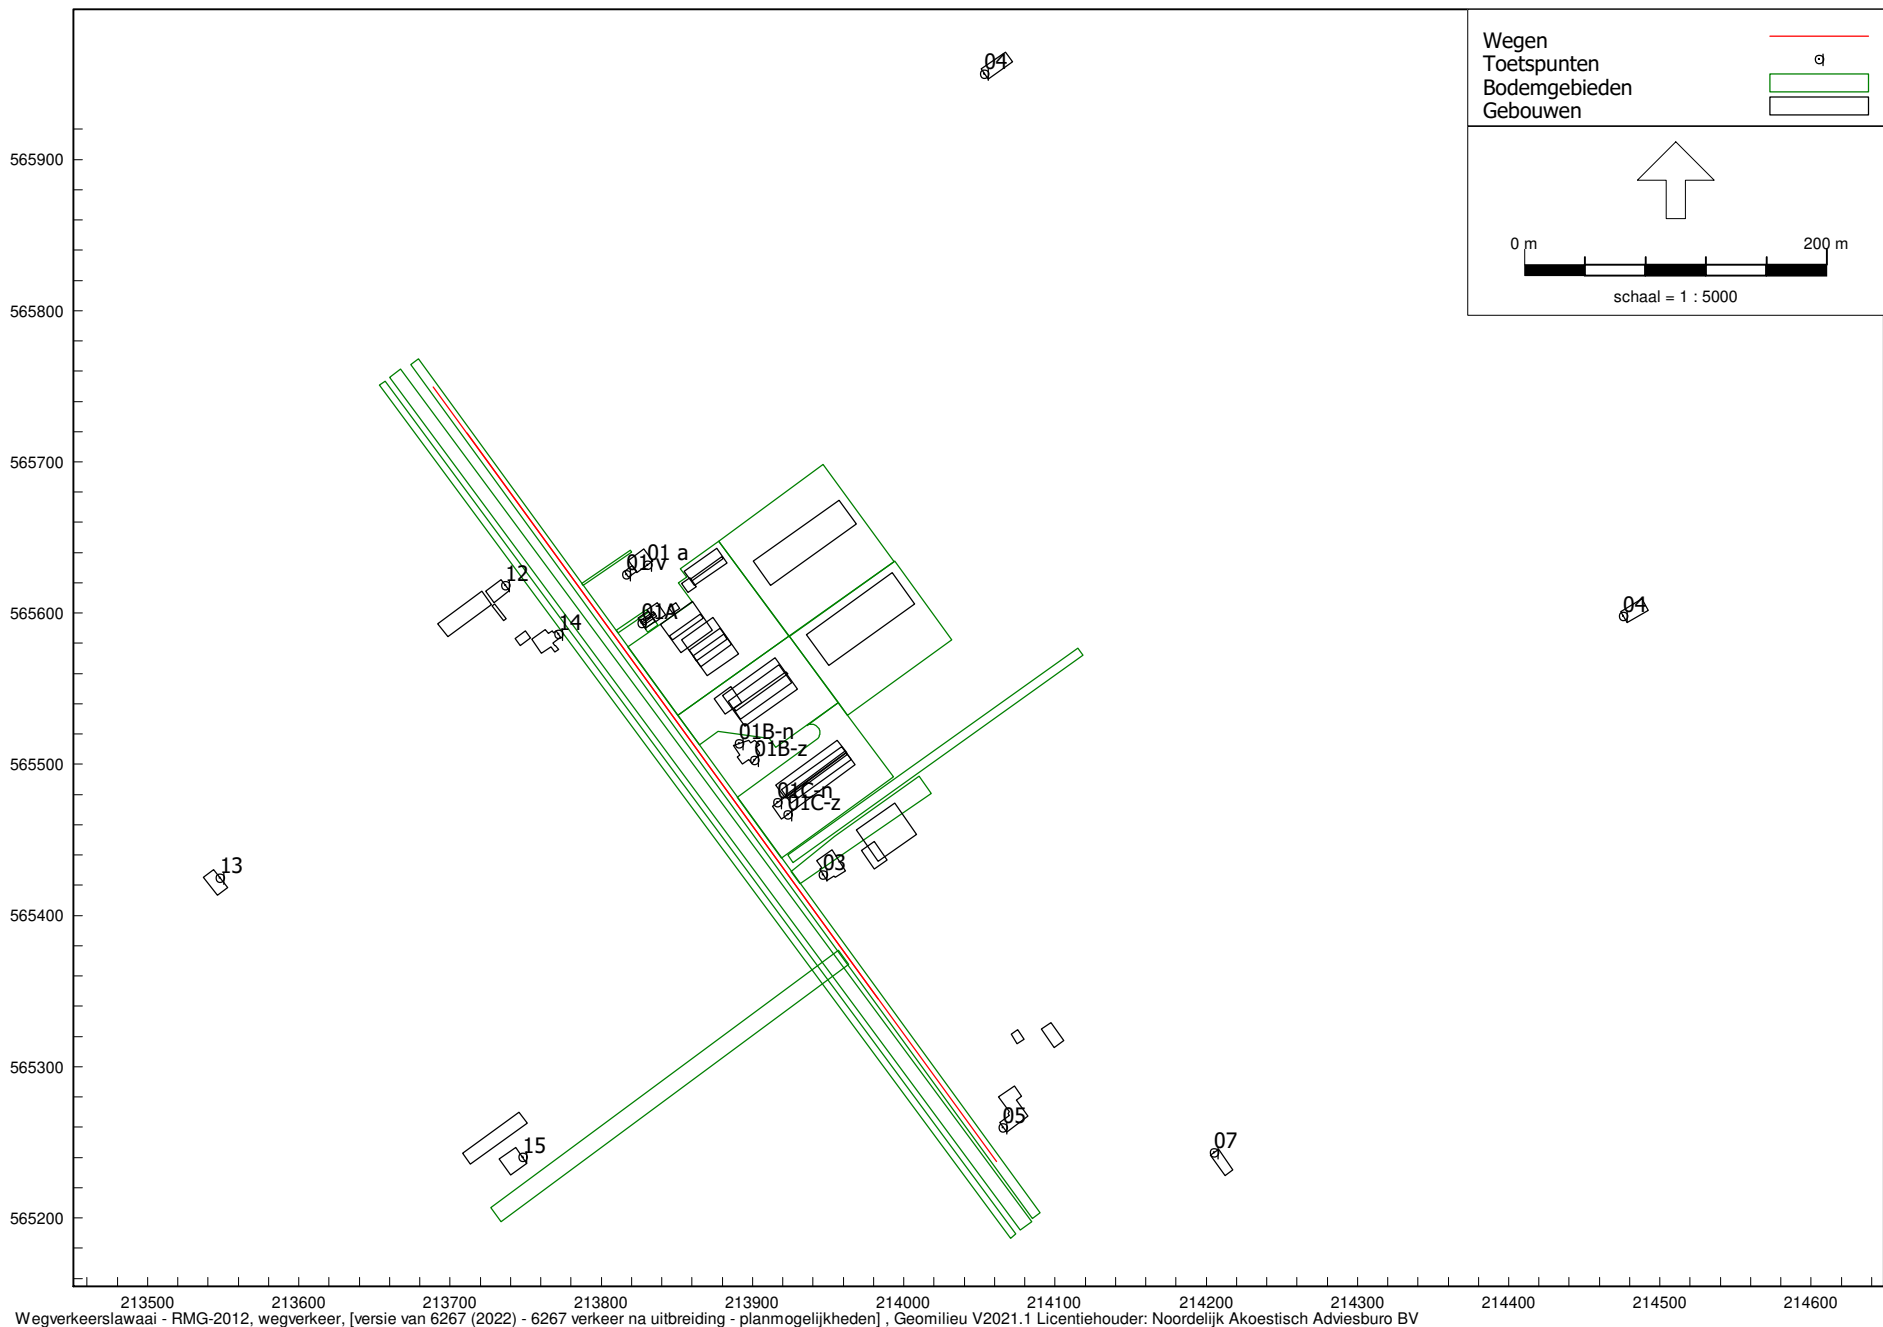 Wegen
Toetspunten
Bodemgebieden
Gebouwen
0 m
200 m
schaal = 1 : 5000
04
565900
565800
565700
565600
565500
565400
565300
565200
01 a
01 v
12
01A
14
04
01B-n
01B-z
01C-n
01C-z
03
13
05
07
15
213500
213600
213700
213800
213900
214000
214100
214200
214300
214400
214500
214600
Wegverkeerslawaai - RMG-2012, wegverkeer, [versie van 6267 (2022) - 6267 verkeer na uitbreiding - planmogelijkheden] , Geomilieu V2021.1 Licentiehouder: Noordelijk Akoestisch Adviesburo BV